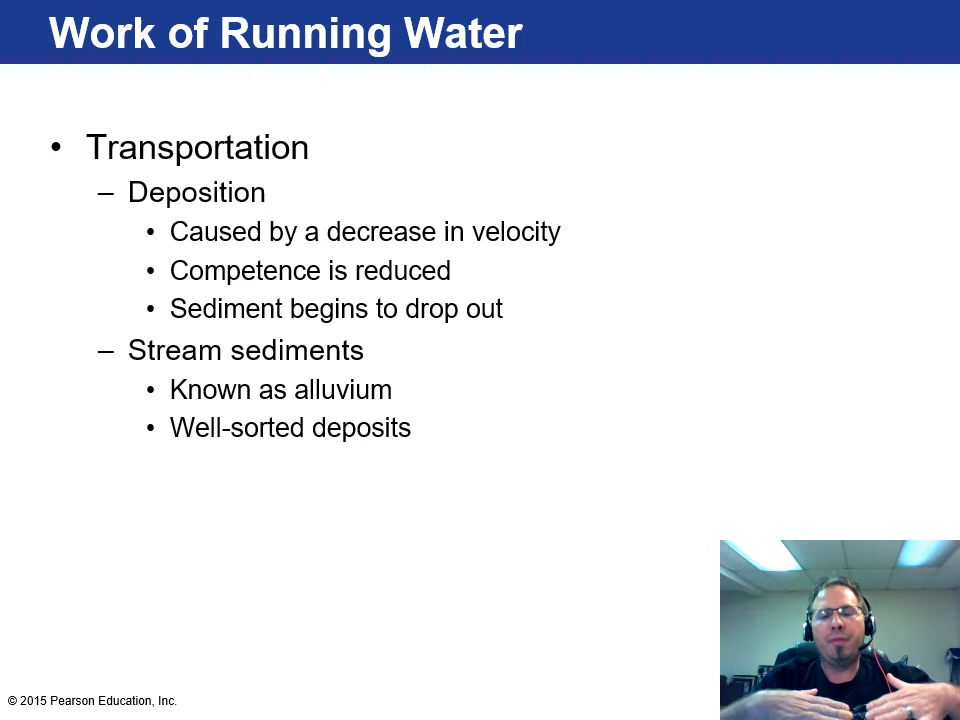 Work of Running Water
• Transportation
– Deposition
• Caused by a decrease in velocity
• Competence is reduced
• Sediment begins to drop out
– Stream sediments
• Known as alluvium
• Well-sorted deposits
© 2015 Pearson Education, Inc.